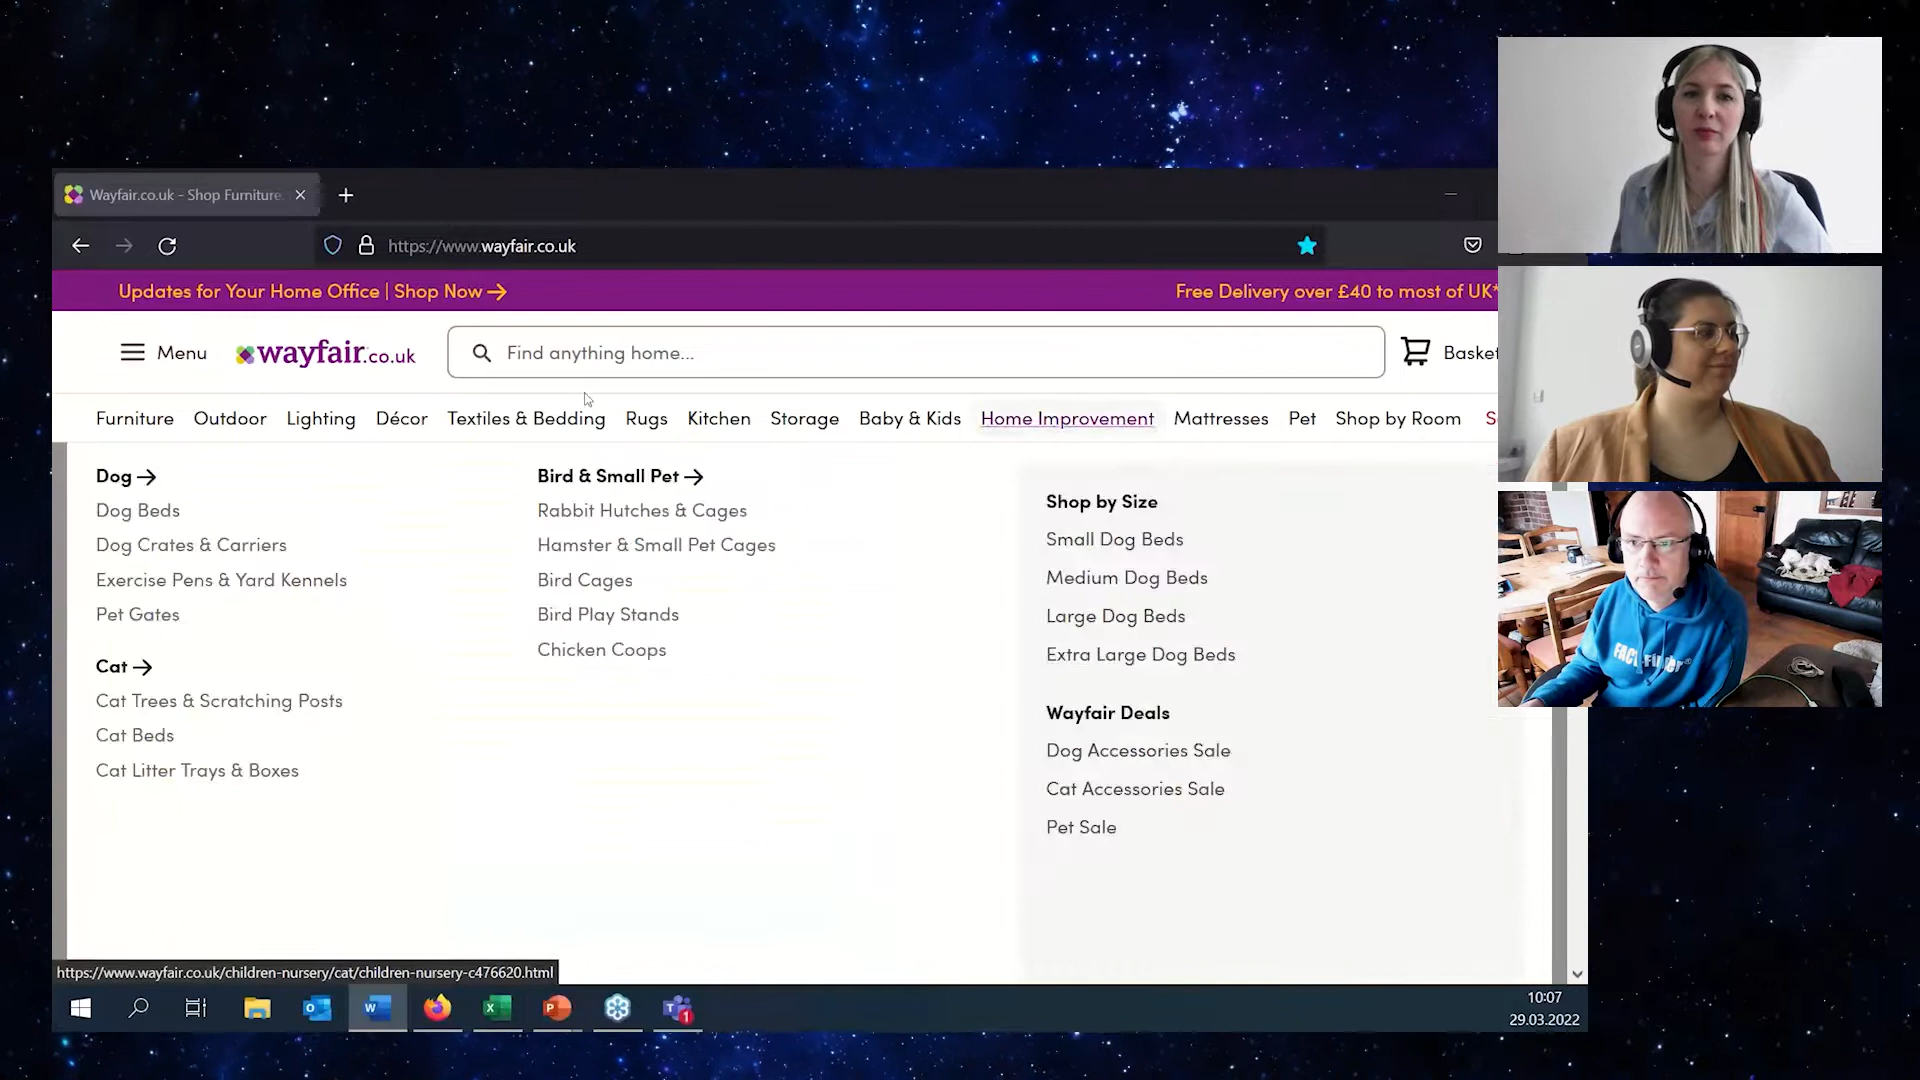 Wayfair.co.uk - Shop Furniture,
https://www.wayfair.co.uk
Updates for Your Home Office | Shop Now →
Free Delivery over £40 to most of UK*
Menu
wayfair.co.uk
Find anything home...
Basket
Furniture Outdoor Lighting Décor Textiles & Bedding Rugs Kitchen Storage Baby & Kids Home Improvement Mattresses Pet Shop by Room S
Dog →
Dog Beds
Dog Crates & Carriers
Exercise Pens & Yard Kennels
Pet Gates
Cat →
Cat Trees & Scratching Posts
Cat Beds
Cat Litter Trays & Boxes
Bird & Small Pet →
Rabbit Hutches & Cages
Hamster & Small Pet Cages
Bird Cages
Bird Play Stands
Chicken Coops
Shop by Size
Small Dog Beds
Medium Dog Beds
Large Dog Beds
Extra Large Dog Beds
Wayfair Deals
Dog Accessories Sale
Cat Accessories Sale
Pet Sale
FACT-Finder®
https://www.wayfair.co.uk/children-nursery/cat/children-nursery-c476620.html
1
10:07
29.03.2022